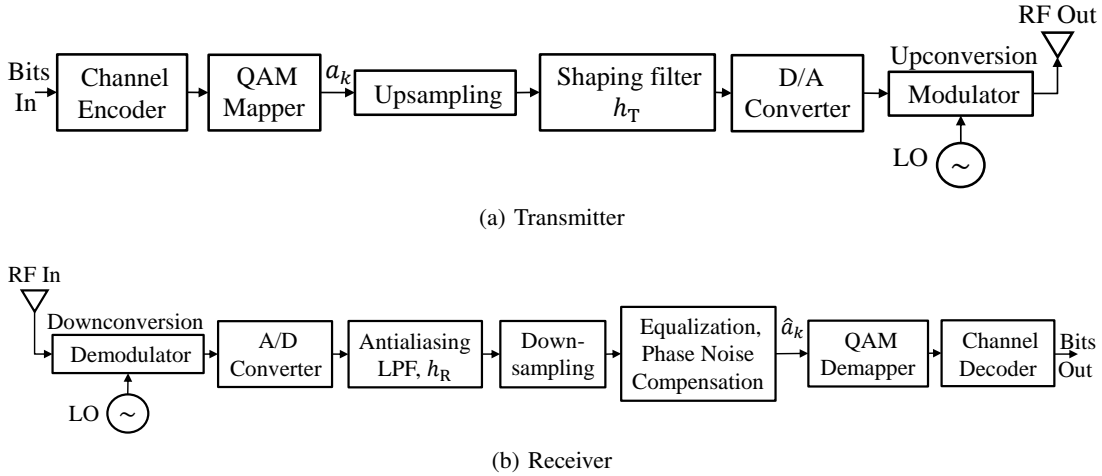 RF Out
Bits
In
Channel
Encoder
QAM
Mapper
a_k
Upsampling
Shaping filter
h_T
D/A
Converter
Upconversion
Modulator
LO
~
(a) Transmitter
RF In
Downconversion
Demodulator
LO
~
A/D
Converter
Antialiasing
LPF, h_R
Down-
sampling
Equalization,
Phase Noise
Compensation
â_k
QAM
Demapper
Channel
Decoder
Bits
Out
(b) Receiver